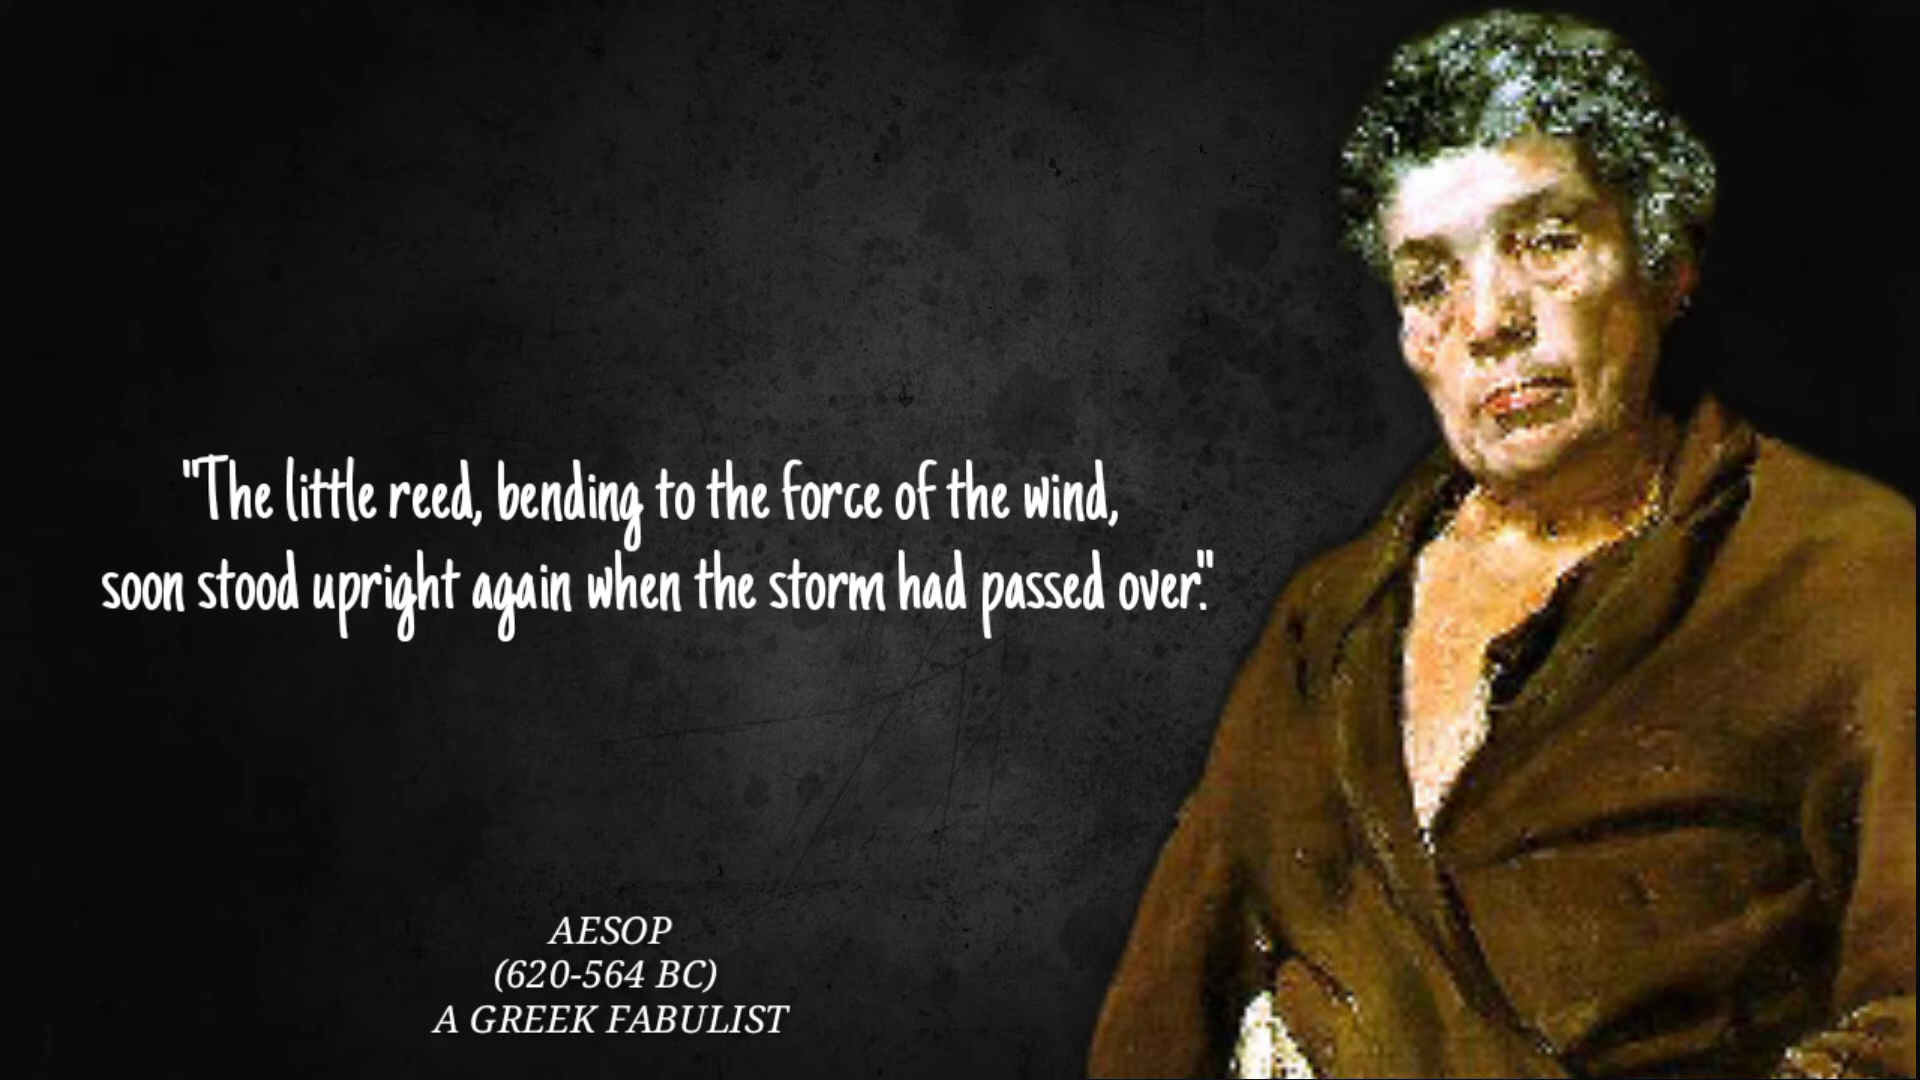 "The little reed, bending to the force of the wind,
soon stood upright again when the storm had passed over."
AESOP
(620-564 BC)
A GREEK FABULIST